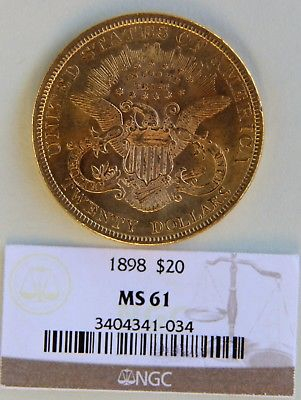 UNITED STATES OF AMERICA
TWENTY DOLLARS
1898 $20
MS 61
3404341-034
NGC